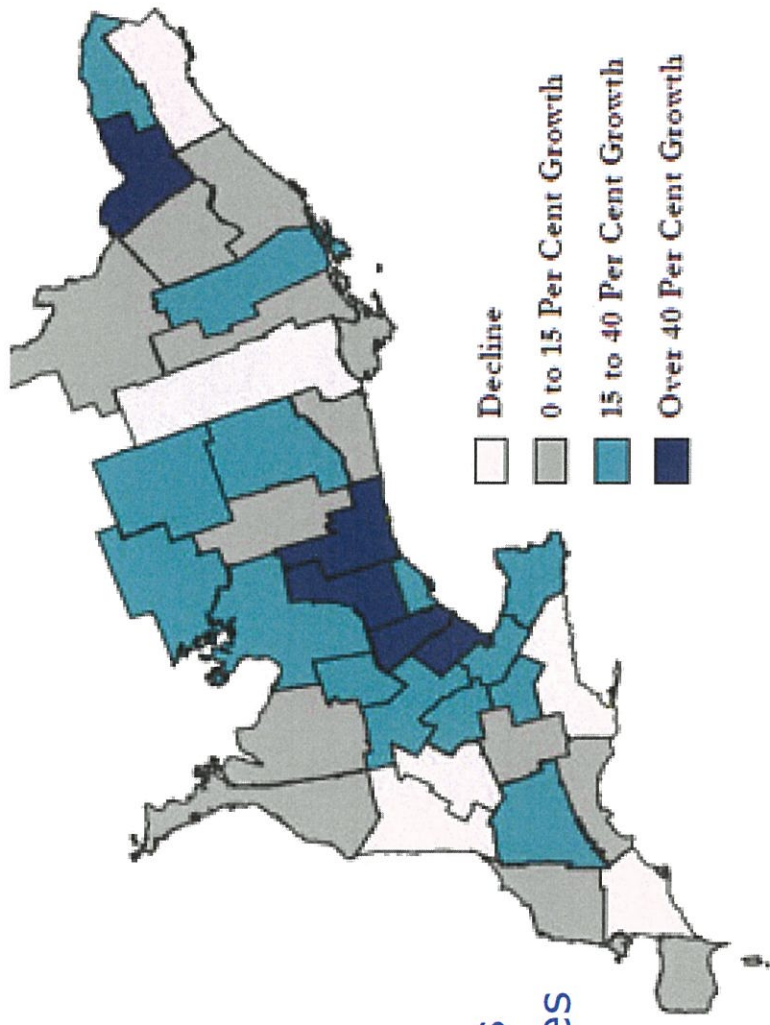 Decline
0 to 15 Per Cent Growth
15 to 40 Per Cent Growth
Over 40 Per Cent Growth